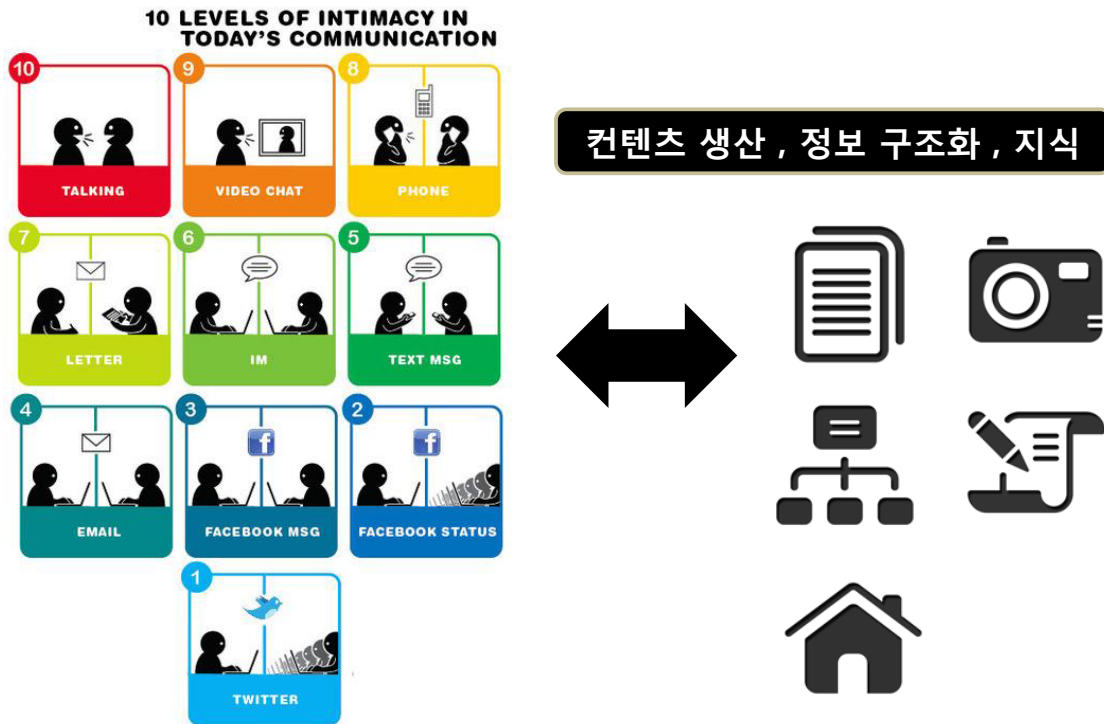 10 LEVELS OF INTIMACY IN
TODAY'S COMMUNICATION
10
TALKING
9
VIDEO CHAT
8
PHONE
7
LETTER
6
IM
5
TEXT MSG
4
EMAIL
3
f
FACEBOOK MSG
2
f
FACEBOOK STATUS
1
TWITTER
컨텐츠 생산 , 정보 구조화 , 지식